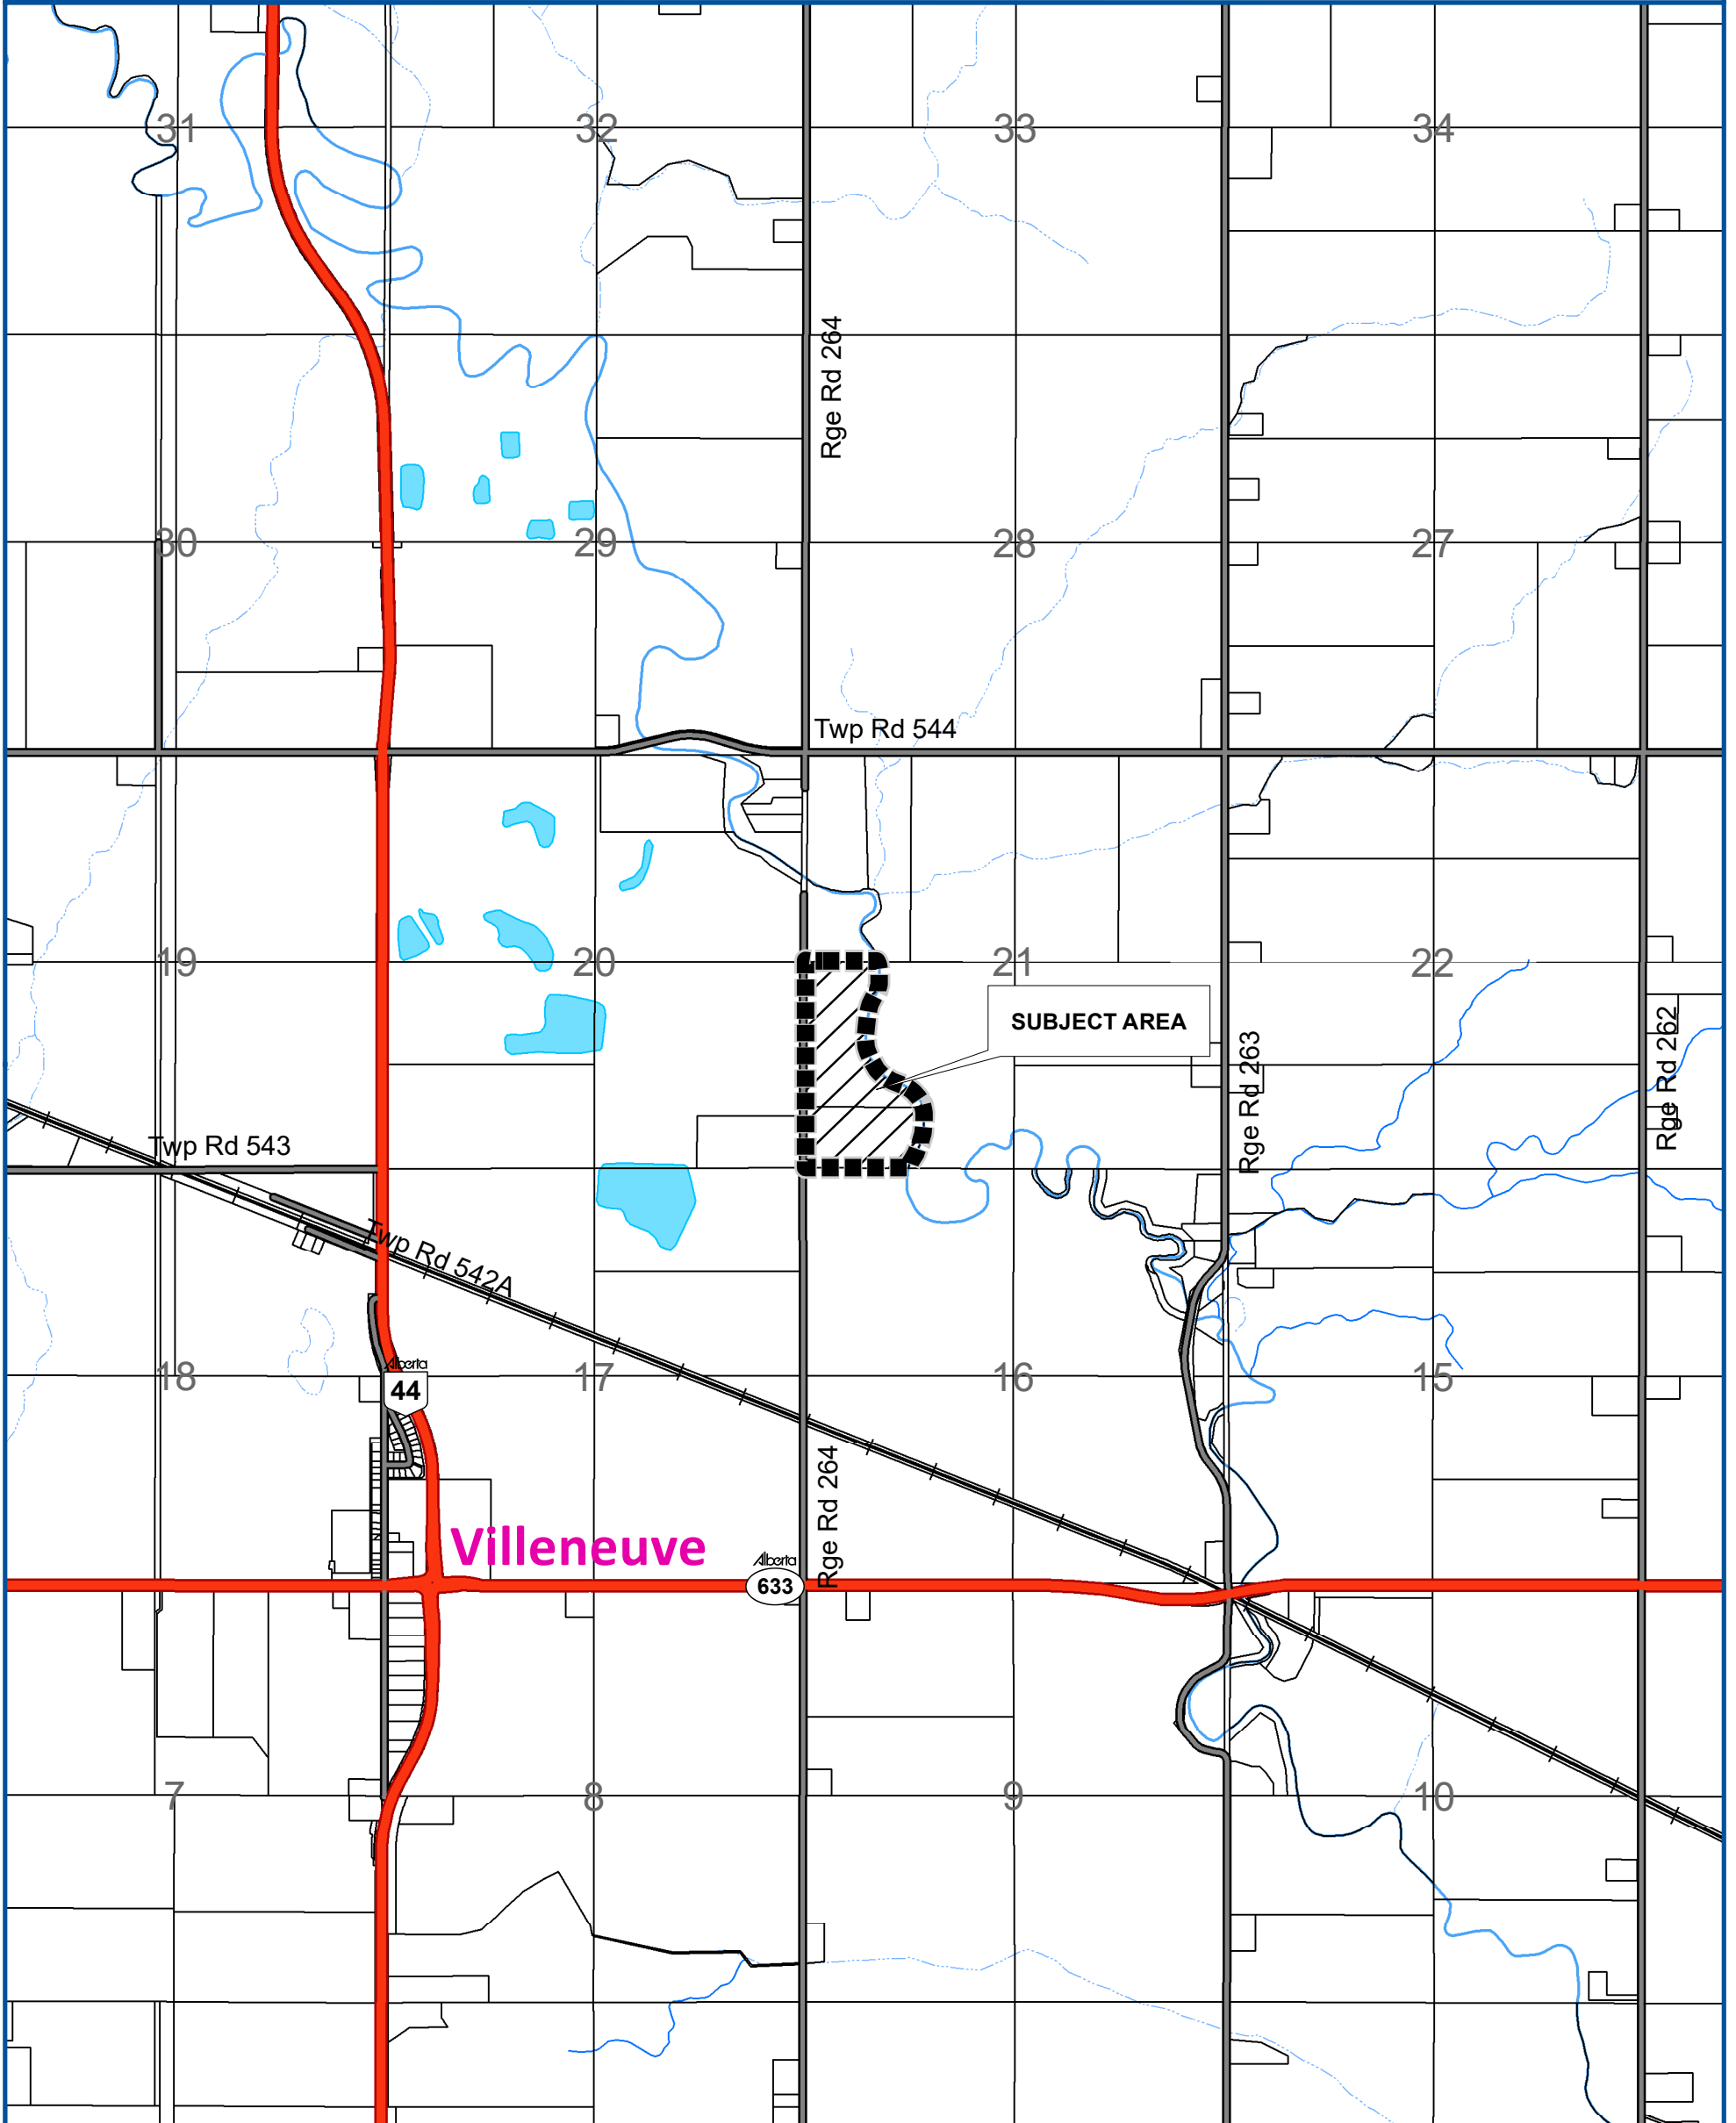 31
32
33
34
Rge Rd 264
30
29
28
27
Twp Rd 544
19
20
21
22
SUBJECT AREA
Rge Rd 263
Rge Rd 262
Twp Rd 543
Twp Rd 542A
18
Alberta
44
17
16
15
Rge Rd 264
Villeneuve
Alberta
633
7
8
9
10